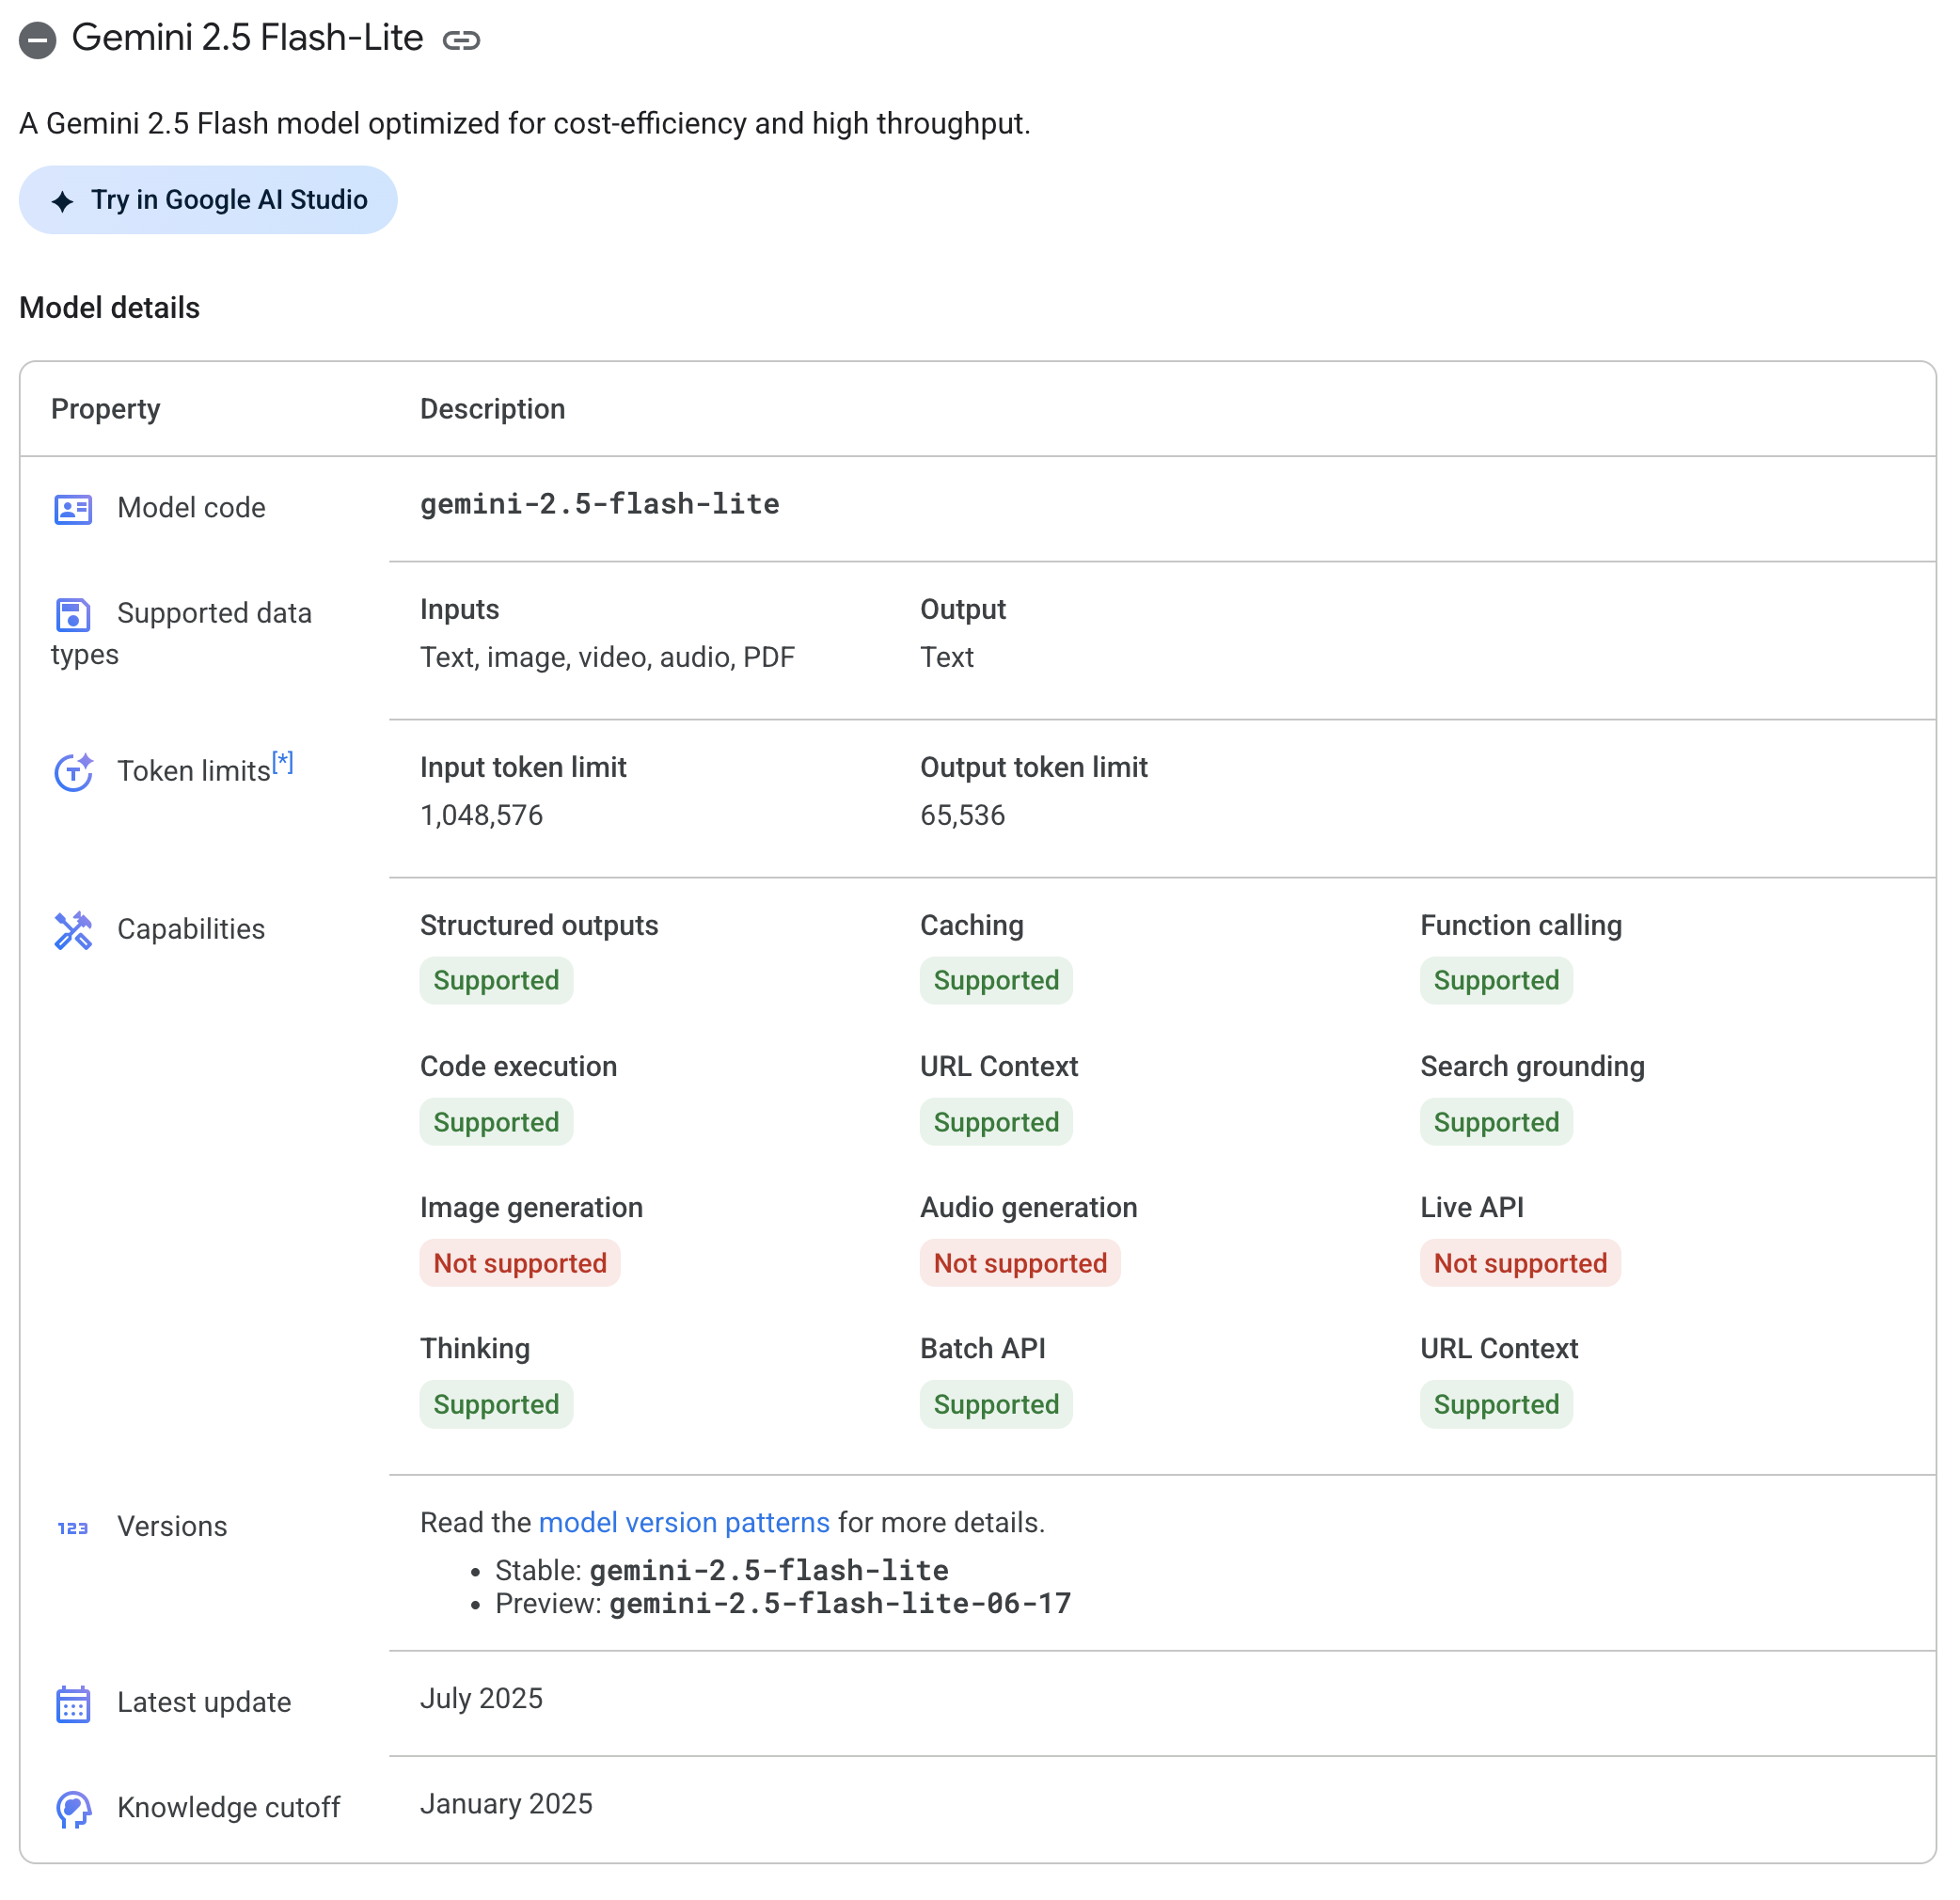 Gemini 2.5 Flash-Lite
A Gemini 2.5 Flash model optimized for cost-efficiency and high throughput.
Try in Google AI Studio
Model details
Property Description
Model code gemini-2.5-flash-lite
Supported data types
Inputs Output
Text, image, video, audio, PDF Text
Token limits[*]
Input token limit Output token limit
1,048,576 65,536
Capabilities
Structured outputs Caching Function calling
Supported Supported Supported
Code execution URL Context Search grounding
Supported Supported Supported
Image generation Audio generation Live API
Not supported Not supported Not supported
Thinking Batch API URL Context
Supported Supported Supported
123 Versions
Read the model version patterns for more details.
• Stable: gemini-2.5-flash-lite
• Preview: gemini-2.5-flash-lite-06-17
Latest update July 2025
Knowledge cutoff January 2025